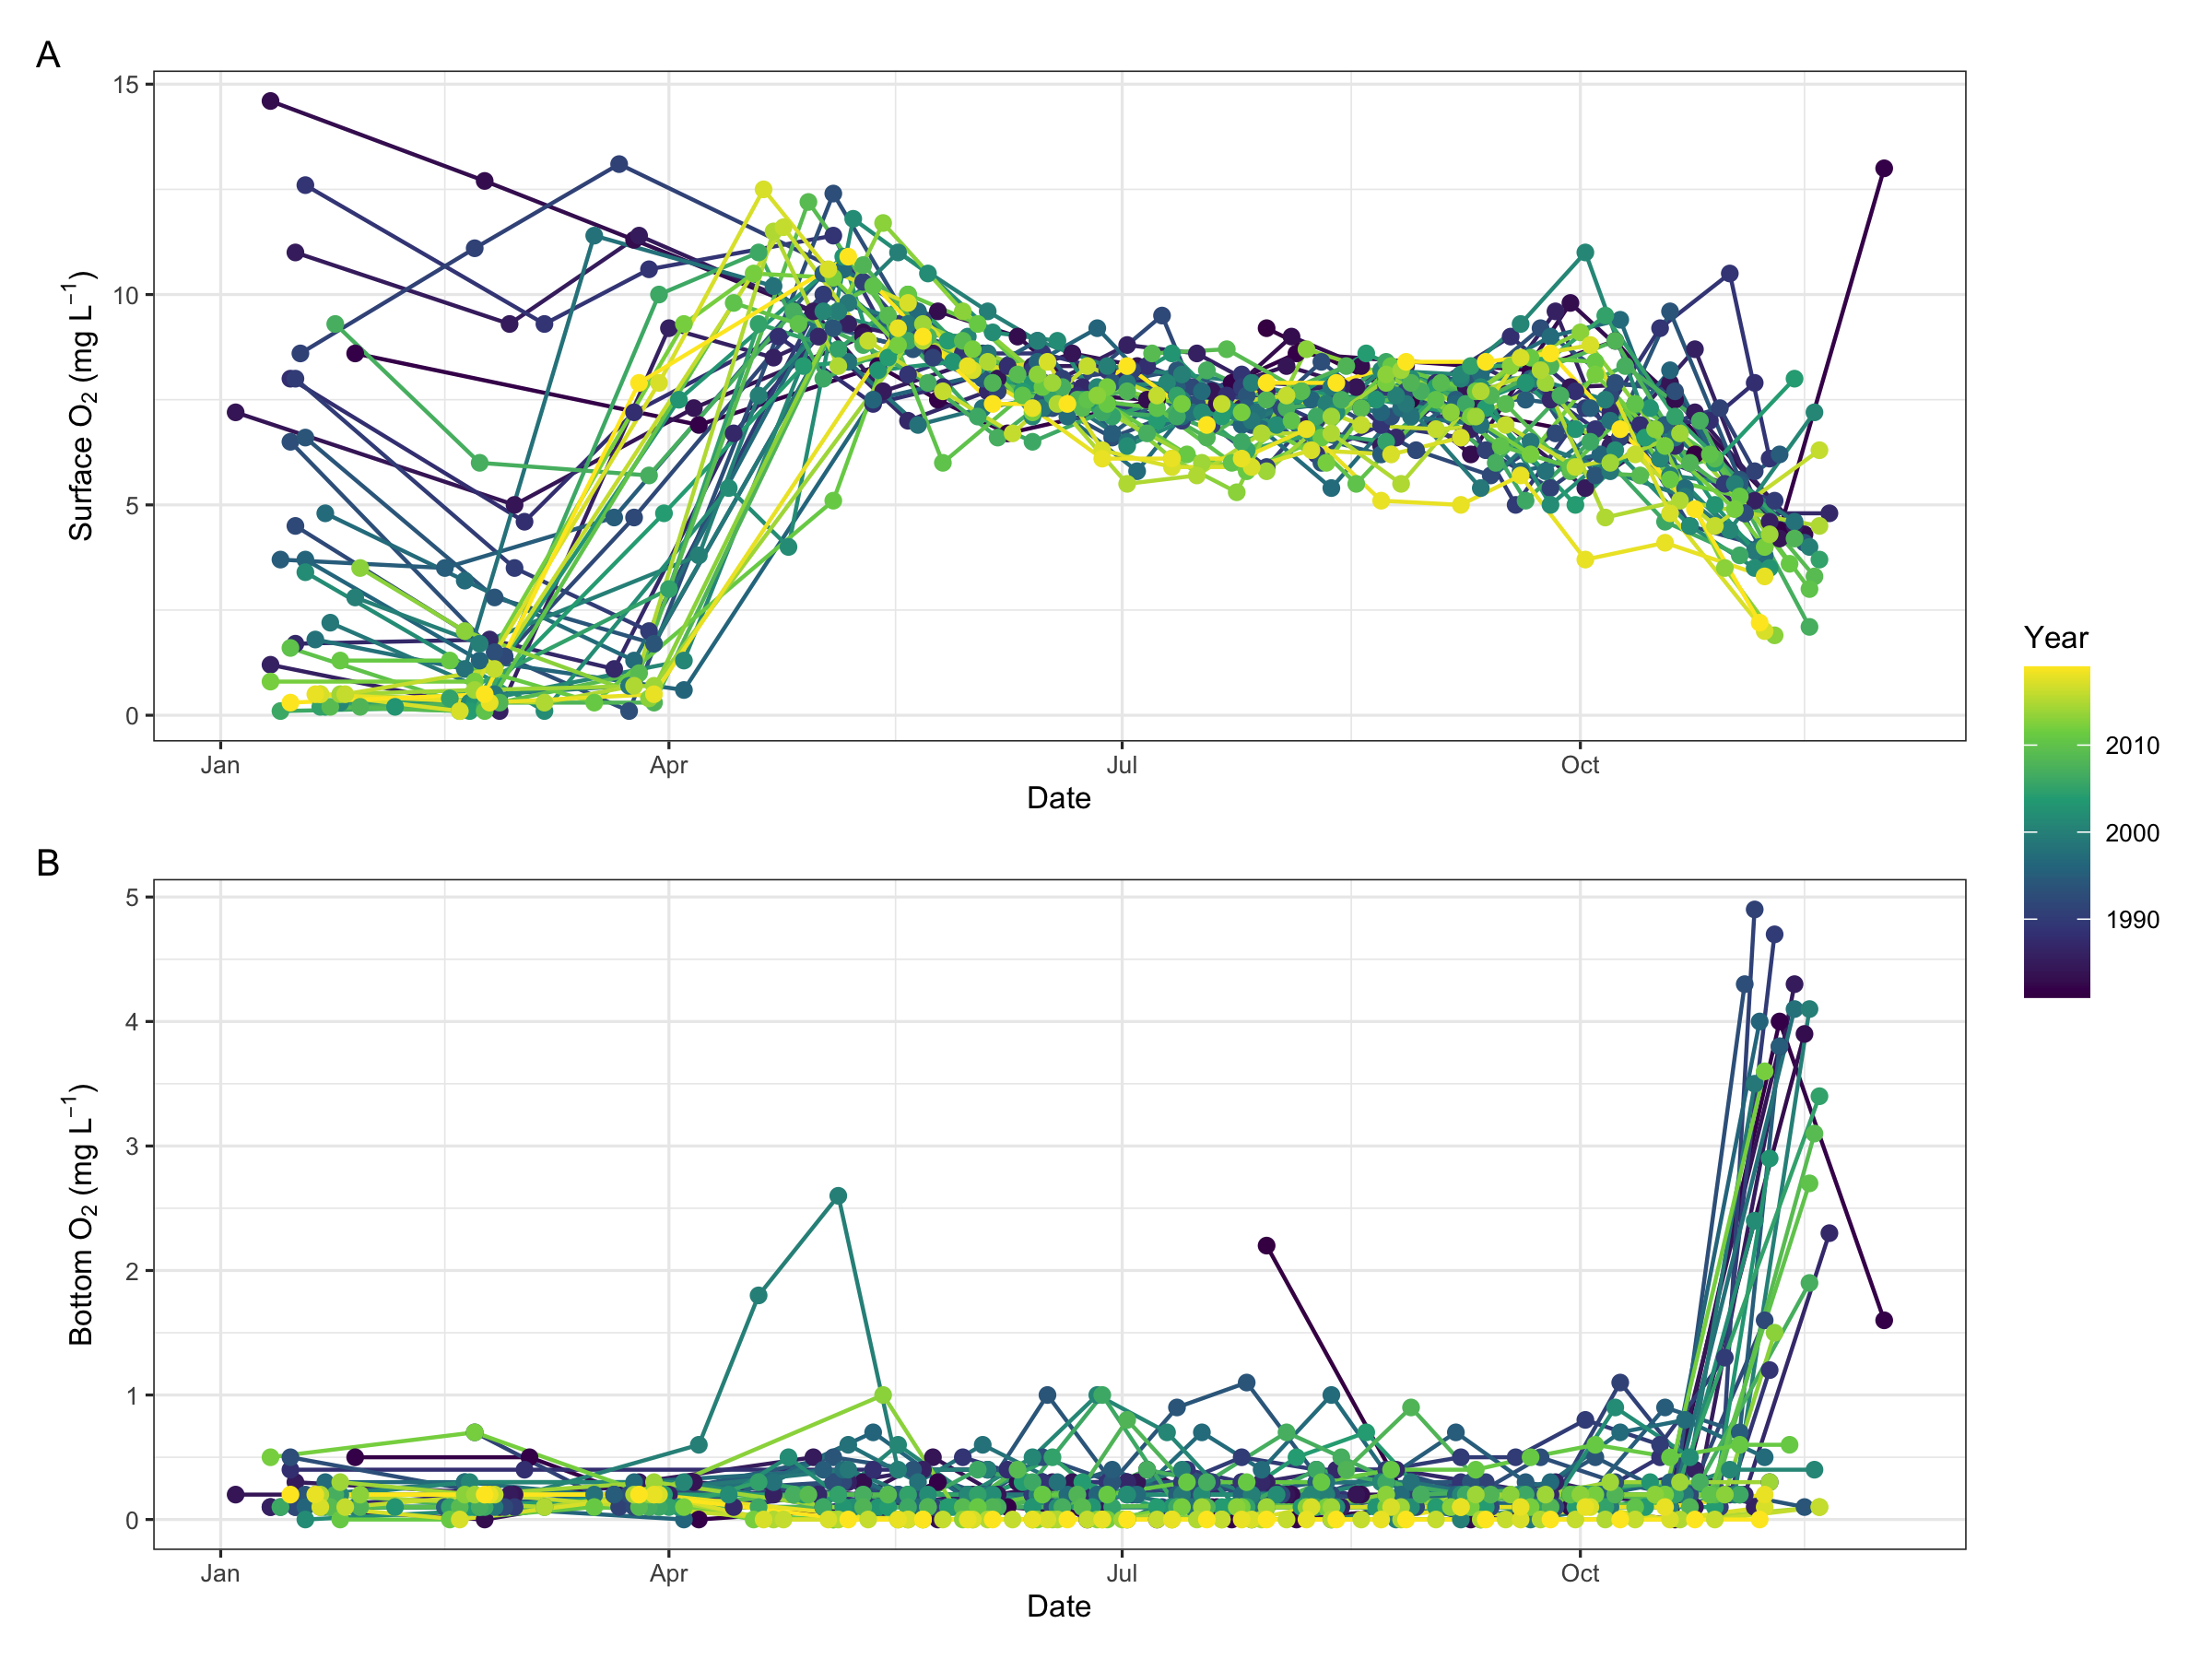 A
Surface O₂ (mg L⁻¹)
15
10
5
0
Jan Apr Jul Oct
Date
B
Bottom O₂ (mg L⁻¹)
5
4
3
2
1
0
Jan Apr Jul Oct
Date
Year
2010
2000
1990